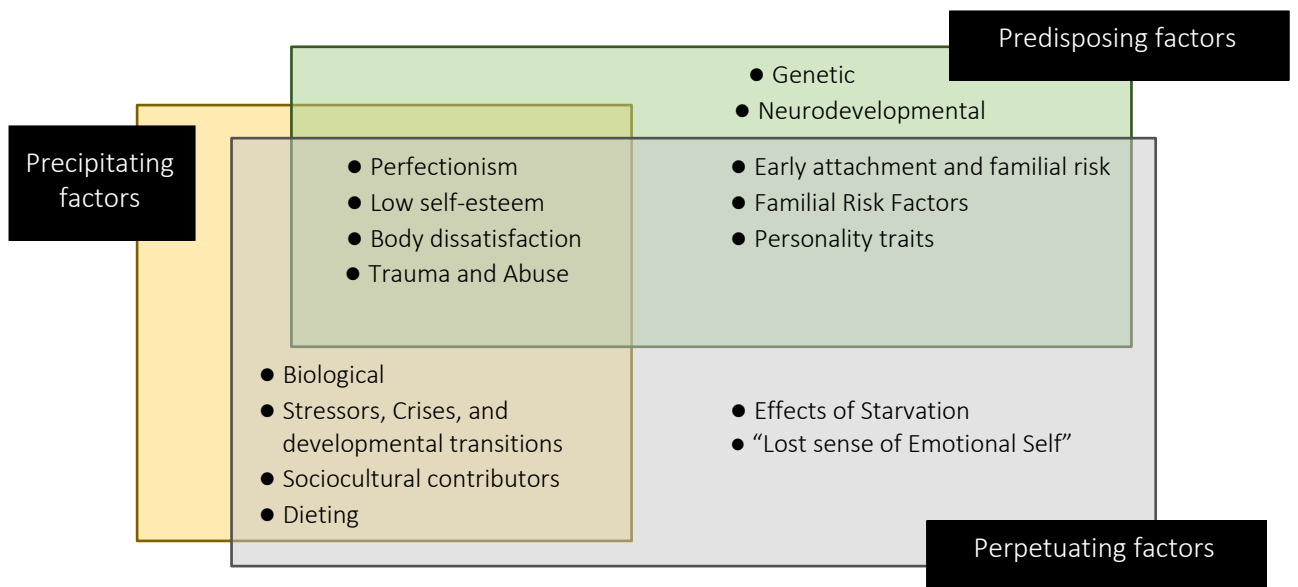 Predisposing factors
● Genetic
● Neurodevelopmental
Precipitating
factors
● Perfectionism
● Low self-esteem
● Body dissatisfaction
● Trauma and Abuse
● Early attachment and familial risk
● Familial Risk Factors
● Personality traits
● Biological
● Stressors, Crises, and
developmental transitions
● Sociocultural contributors
● Dieting
● Effects of Starvation
● “Lost sense of Emotional Self”
Perpetuating factors